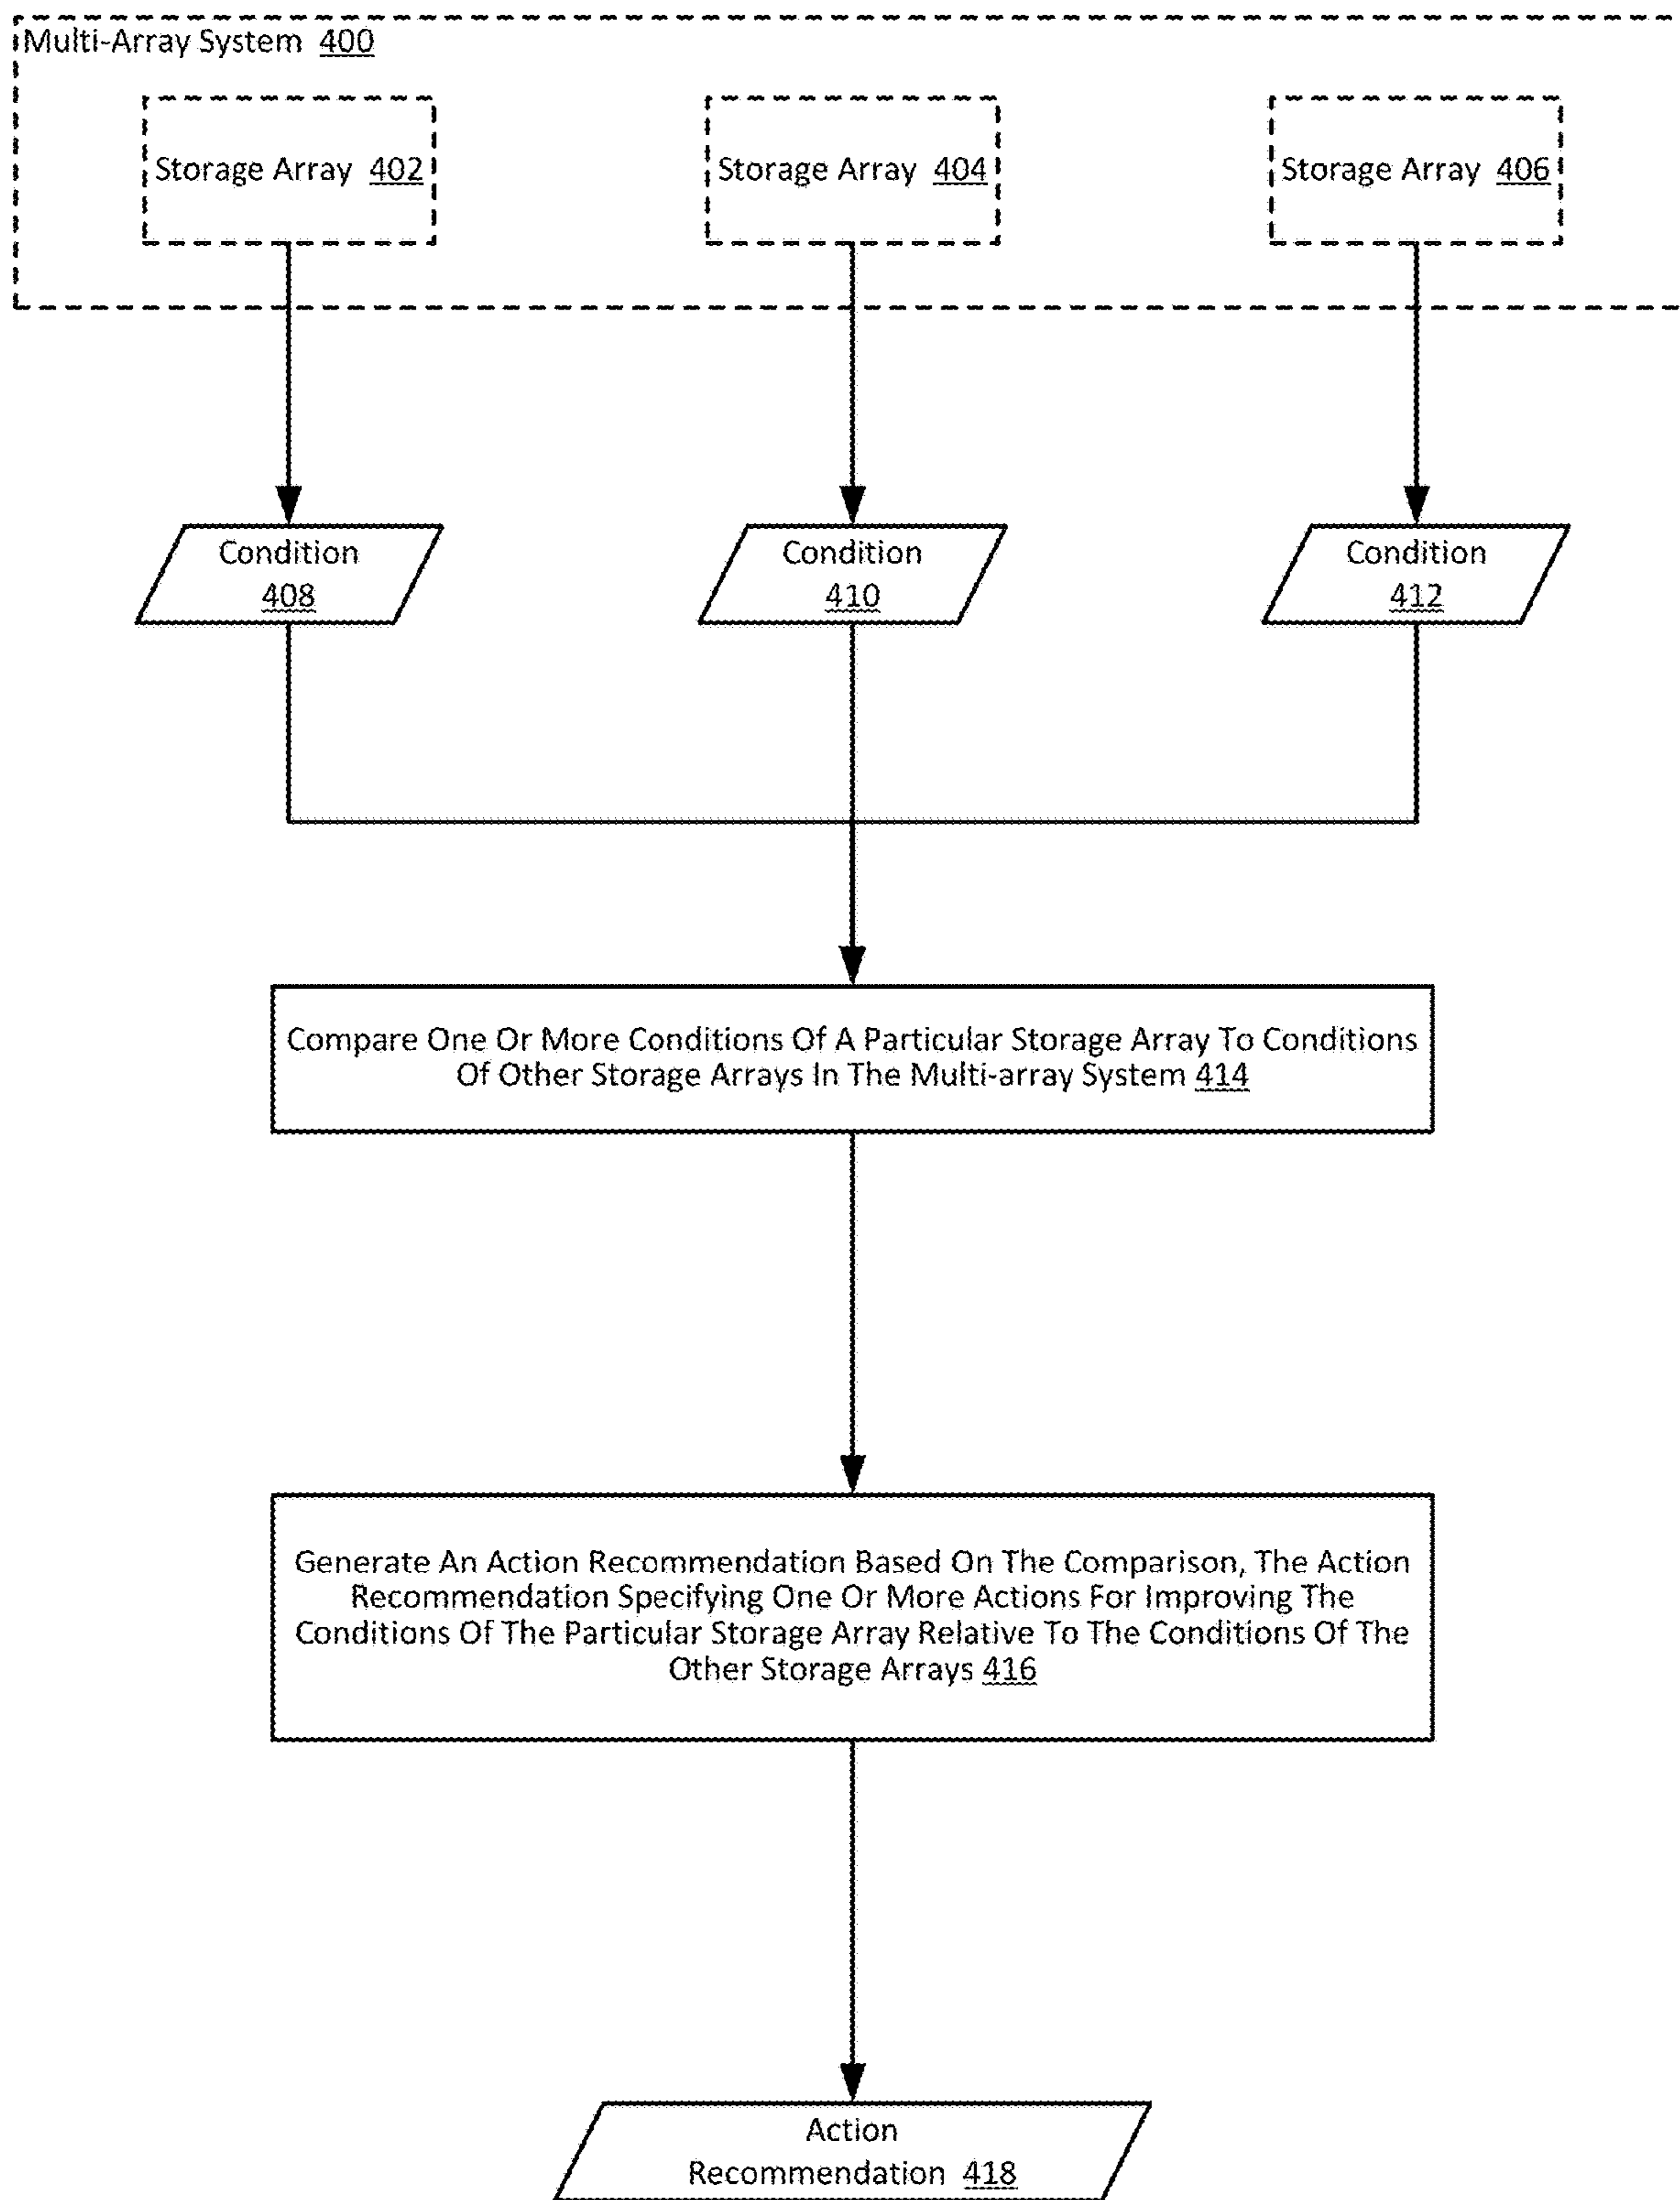 Multi-Array System 400
Storage Array 402
Storage Array 404
Storage Array 406
Condition
408
Condition
410
Condition
412
Compare One Or More Conditions Of A Particular Storage Array To Conditions
Of Other Storage Arrays In The Multi-array System 414
Generate An Action Recommendation Based On The Comparison, The Action
Recommendation Specifying One Or More Actions For Improving The
Conditions Of The Particular Storage Array Relative To The Conditions Of The
Other Storage Arrays 416
Action
Recommendation 418